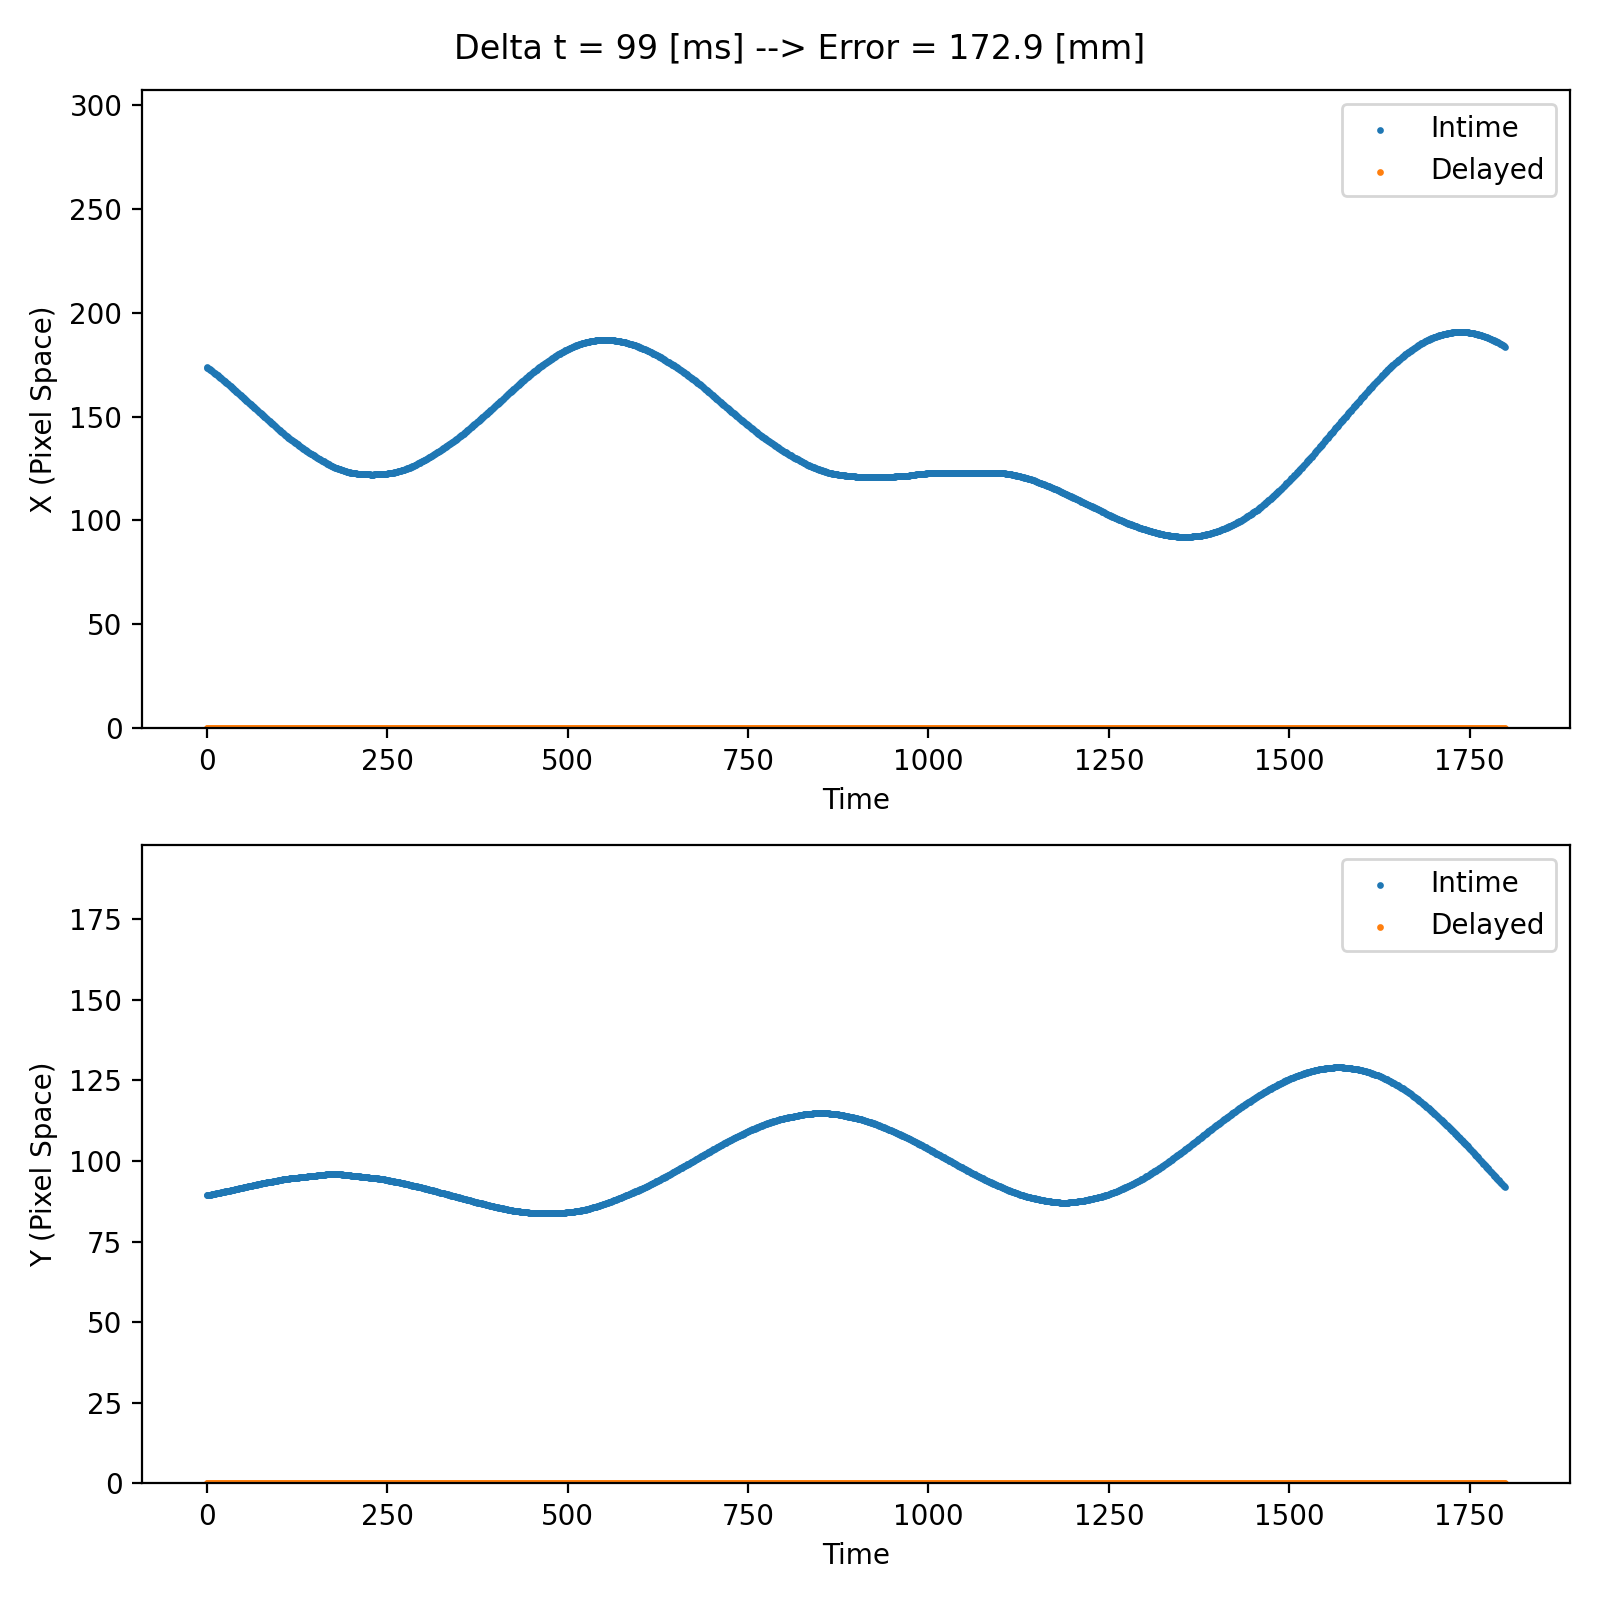 Delta t = 99 [ms] --> Error = 172.9 [mm]
300
250
200
150
100
50
0
X (Pixel Space)
Intime
Delayed
0 250 500 750 1000 1250 1500 1750
Time
175
150
125
100
75
50
25
0
Y (Pixel Space)
Intime
Delayed
0 250 500 750 1000 1250 1500 1750
Time